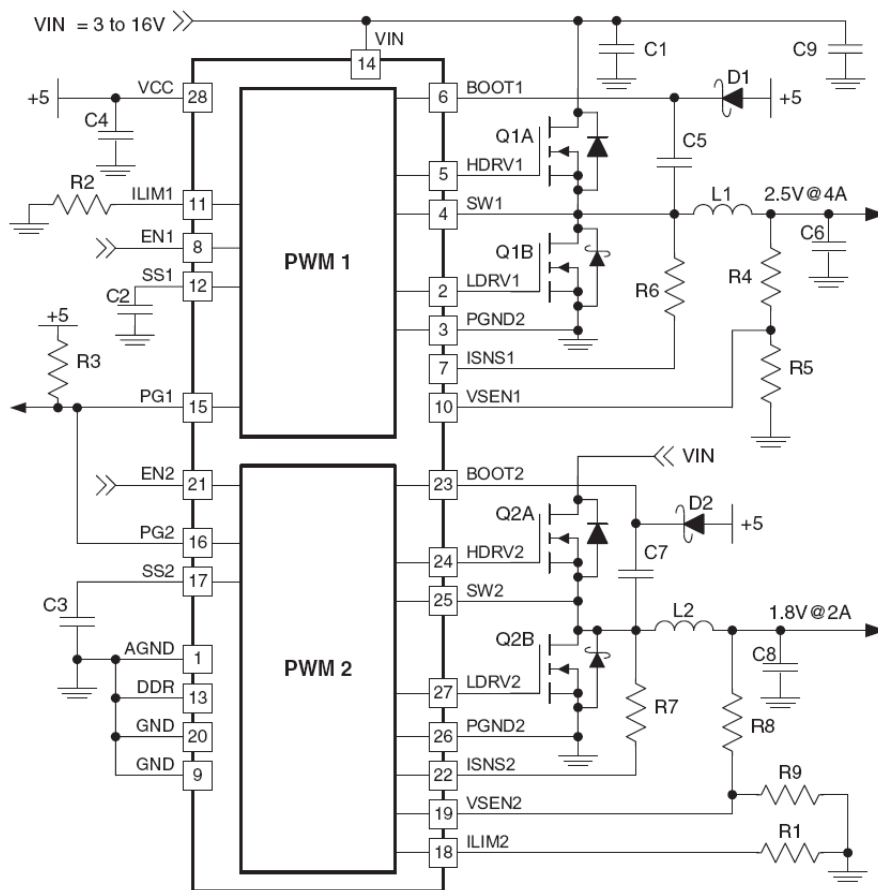 VIN = 3 to 16V
VIN
14
C1
C9
+5
VCC
28
6
BOOT1
D1
+5
C4
Q1A
C5
5
HDRV1
R2
ILIM1
11
4
SW1
L1
2.5V@4A
EN1
8
PWM 1
Q1B
C6
SS1
12
2
LDRV1
R6
R4
C2
3
PGND2
+5
R3
7
ISNS1
R5
PG1
15
10
VSEN1
VIN
EN2
21
23
BOOT2
Q2A
D2
+5
PG2
16
24
HDRV2
C7
SS2
17
25
SW2
C3
L2
1.8V@2A
Q2B
AGND
1
PWM 2
C8
DDR
13
27
LDRV2
R7
R8
GND
20
26
PGND2
GND
9
22
ISNS2
R9
19
VSEN2
R1
18
ILIM2